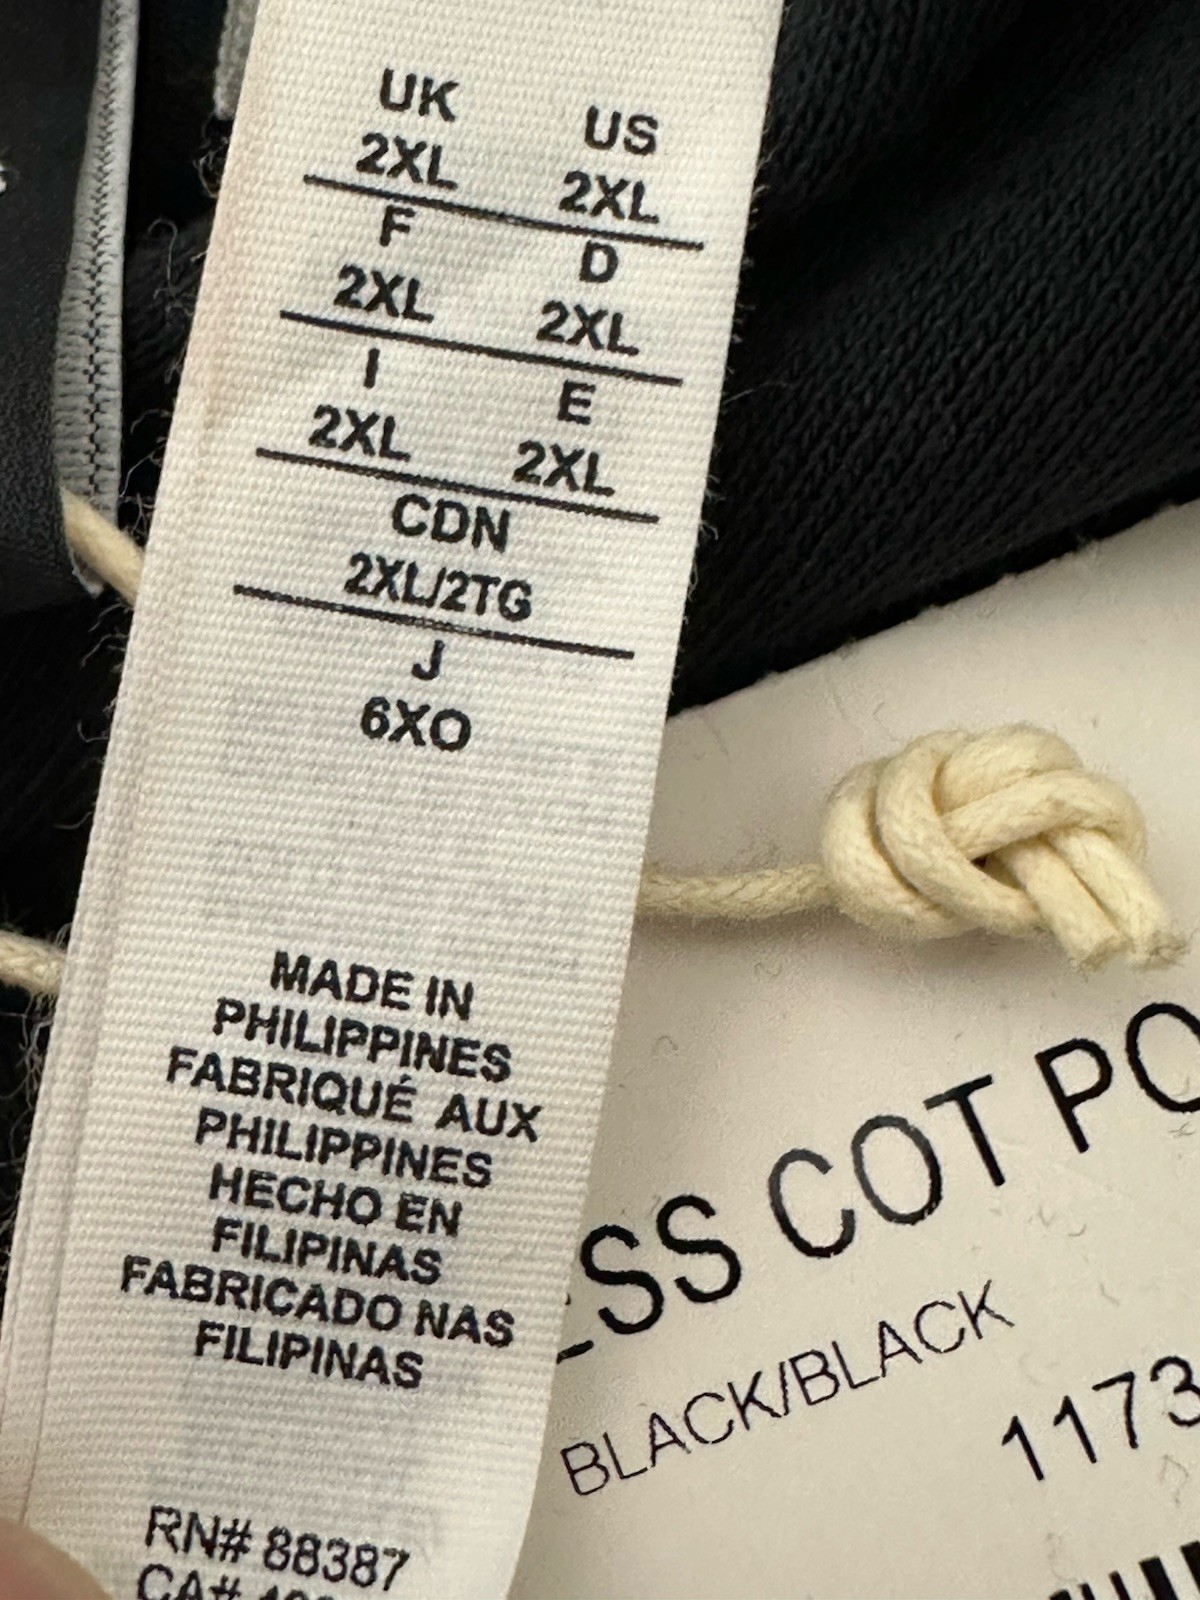 UK US
2XL 2XL
F D
2XL 2XL
I E
2XL 2XL
CDN
2XL/2TG
J
6XO
MADE IN
PHILIPPINES
FABRIQUÉ AUX
PHILIPPINES
HECHO EN
FILIPINAS
FABRICADO NAS
FILIPINAS
RN# 88387
CA#
SS COT PO
BLACK/BLACK
1173